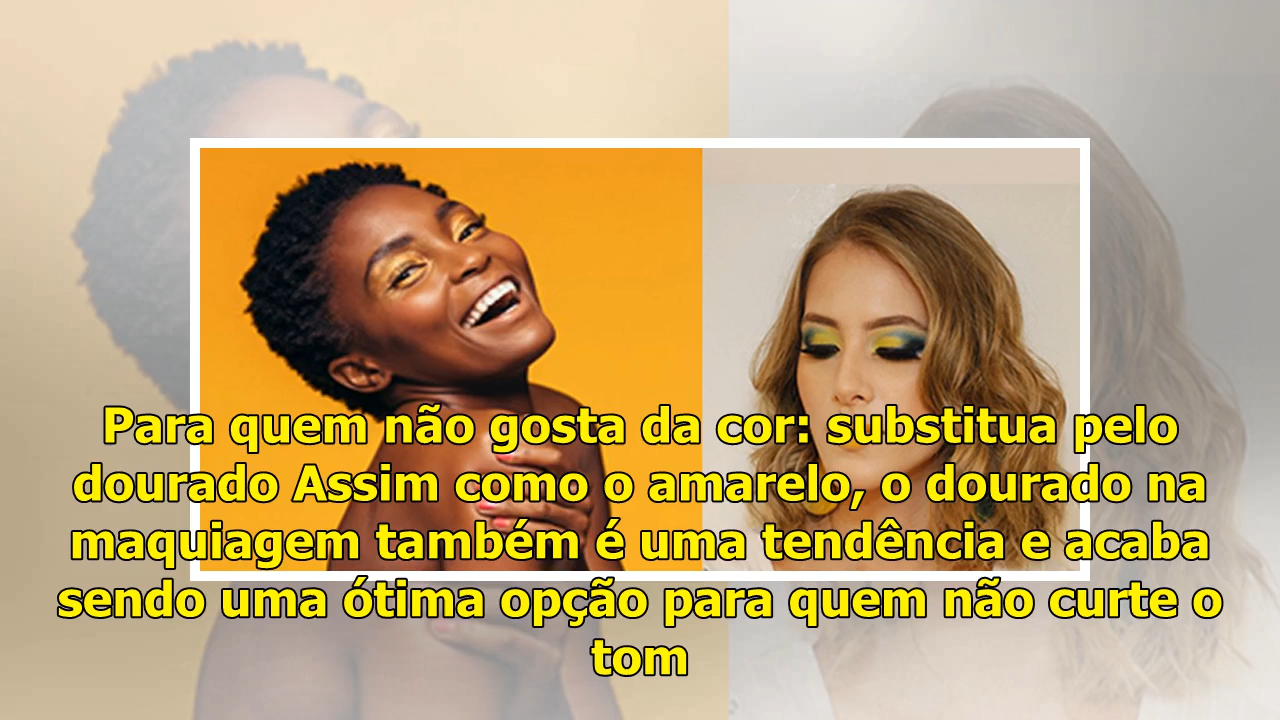 Para quem não gosta da cor: substitua pelo
dourado Assim como o amarelo, o dourado na
maquiagem também é uma tendência e acaba
sendo uma ótima opção para quem não curte o
tom